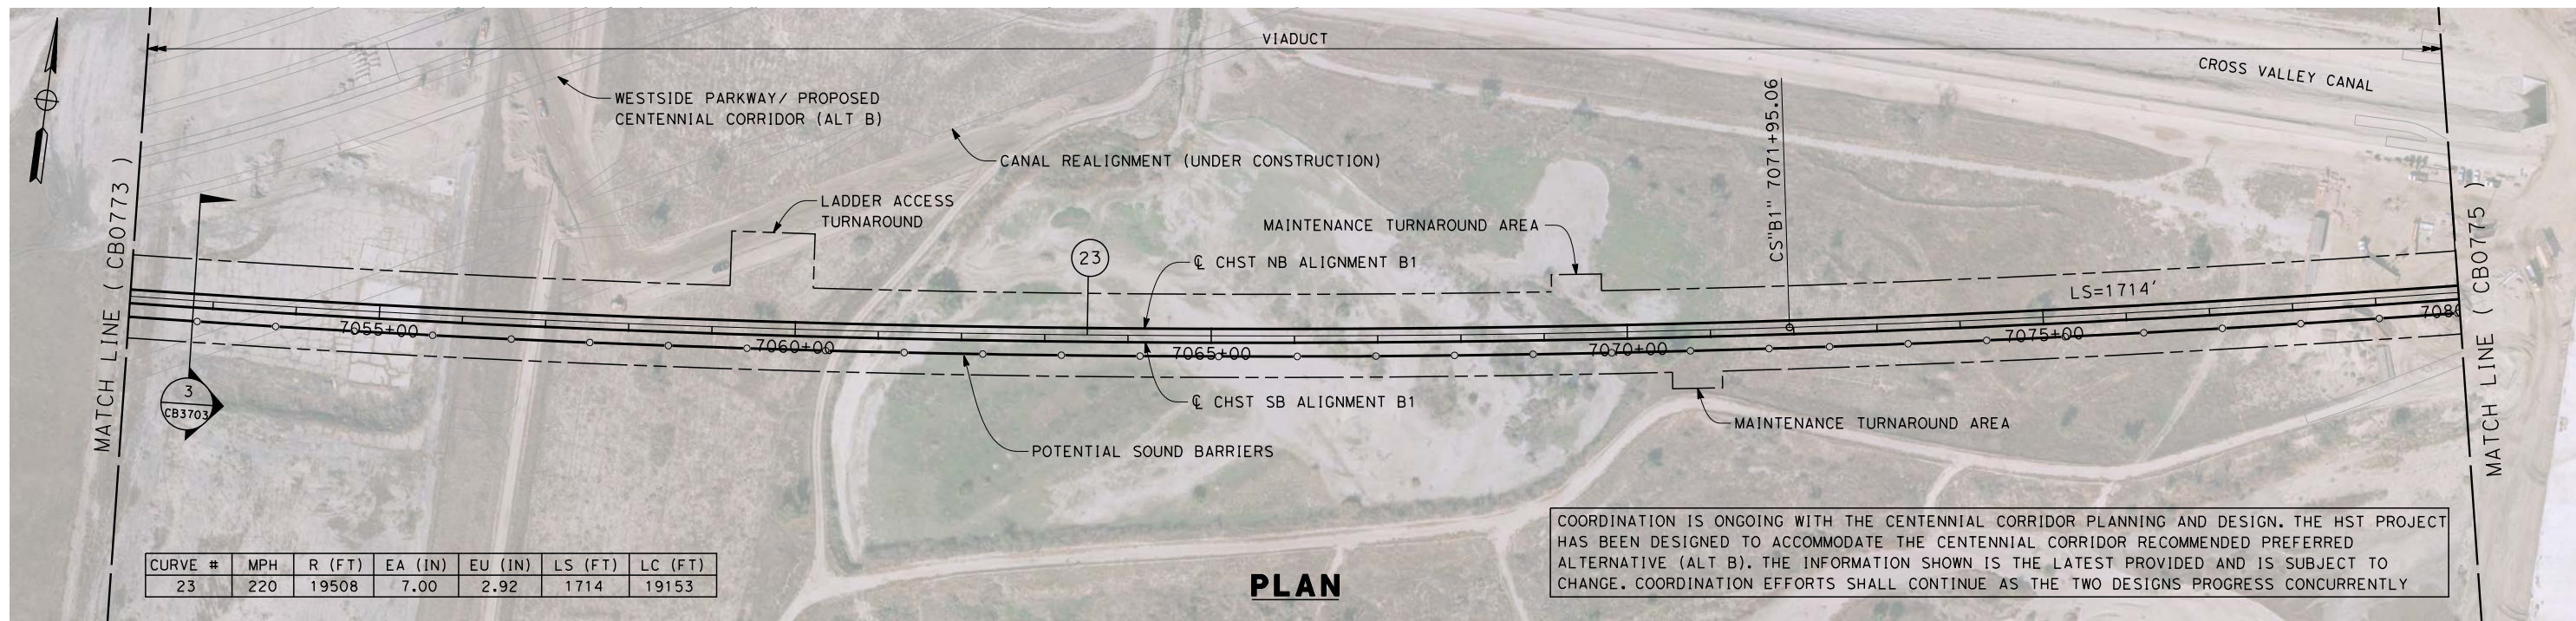 VIADUCT
CROSS VALLEY CANAL
WESTSIDE PARKWAY/ PROPOSED
CENTENNIAL CORRIDOR (ALT B)
CANAL REALIGNMENT (UNDER CONSTRUCTION)
CS"B1" 7071+95.06
MATCH LINE ( CB0773 )
LADDER ACCESS
TURNAROUND
MAINTENANCE TURNAROUND AREA
MATCH LINE ( CB0775 )
23
℄ CHST NB ALIGNMENT B1
LS=1714'
7055+00
7060+00
7065+00
7070+00
7075+00
708
3
CB3703
℄ CHST SB ALIGNMENT B1
MAINTENANCE TURNAROUND AREA
POTENTIAL SOUND BARRIERS
CURVE # MPH R (FT) EA (IN) EU (IN) LS (FT) LC (FT)
23 220 19508 7.00 2.92 1714 19153
PLAN
COORDINATION IS ONGOING WITH THE CENTENNIAL CORRIDOR PLANNING AND DESIGN. THE HST PROJECT
HAS BEEN DESIGNED TO ACCOMMODATE THE CENTENNIAL CORRIDOR RECOMMENDED PREFERRED
ALTERNATIVE (ALT B). THE INFORMATION SHOWN IS THE LATEST PROVIDED AND IS SUBJECT TO
CHANGE. COORDINATION EFFORTS SHALL CONTINUE AS THE TWO DESIGNS PROGRESS CONCURRENTLY